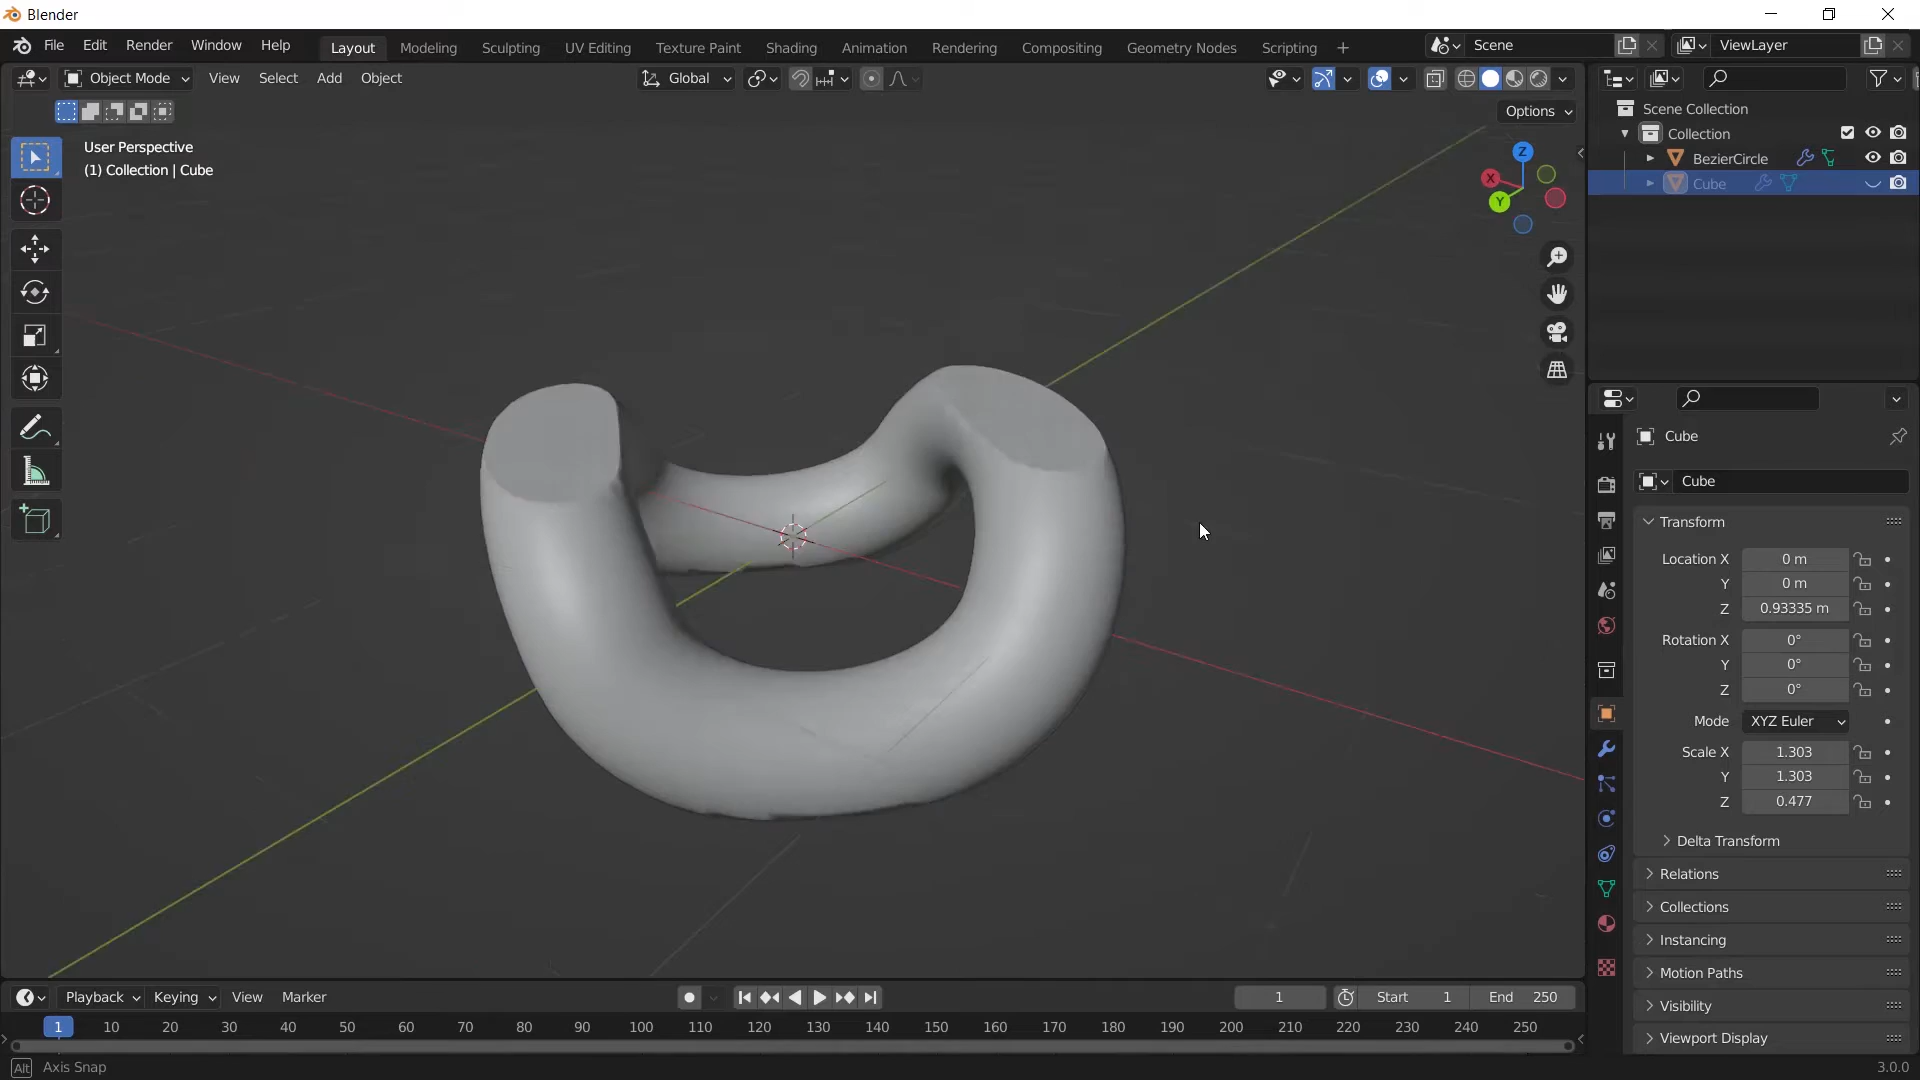 Blender
File Edit Render Window Help Layout Modeling Sculpting UV Editing Texture Paint Shading Animation Rendering Compositing Geometry Nodes Scripting + Scene ViewLayer
Object Mode View Select Add Object Global
Options
User Perspective
(1) Collection | Cube
Z
X
Y
Scene Collection
Collection
BezierCircle
Cube
Cube
Cube
Transform
Location X 0 m
Y 0 m
Z 0.93335 m
Rotation X 0°
Y 0°
Z 0°
Mode XYZ Euler
Scale X 1.303
Y 1.303
Z 0.477
Delta Transform
Relations
Collections
Instancing
Motion Paths
Visibility
Viewport Display
Playback Keying View Marker 1 Start 1 End 250
1 10 20 30 40 50 60 70 80 90 100 110 120 130 140 150 160 170 180 190 200 210 220 230 240 250
Alt Axis Snap 3.0.0